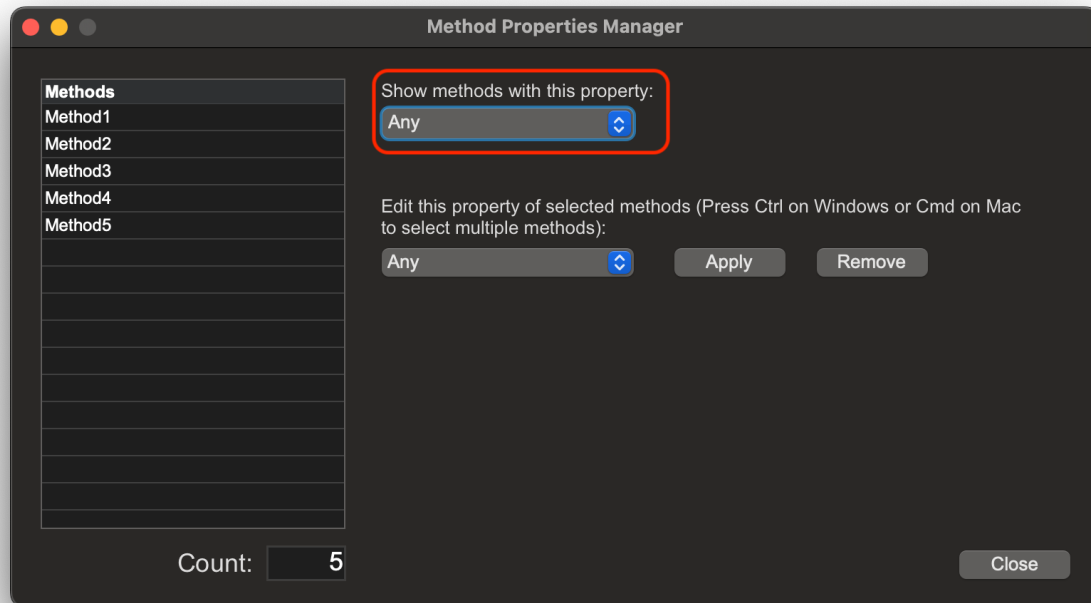 Method Properties Manager
Methods
Method1
Method2
Method3
Method4
Method5
Show methods with this property:
Any
Edit this property of selected methods (Press Ctrl on Windows or Cmd on Mac
to select multiple methods):
Any
Apply
Remove
Count:
5
Close